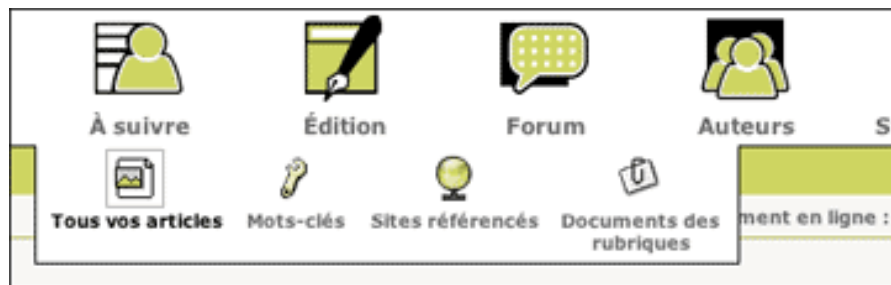 À suivre Édition Forum Auteurs S
Tous vos articles Mots-clés Sites référencés Documents des
rubriques
ment en ligne :